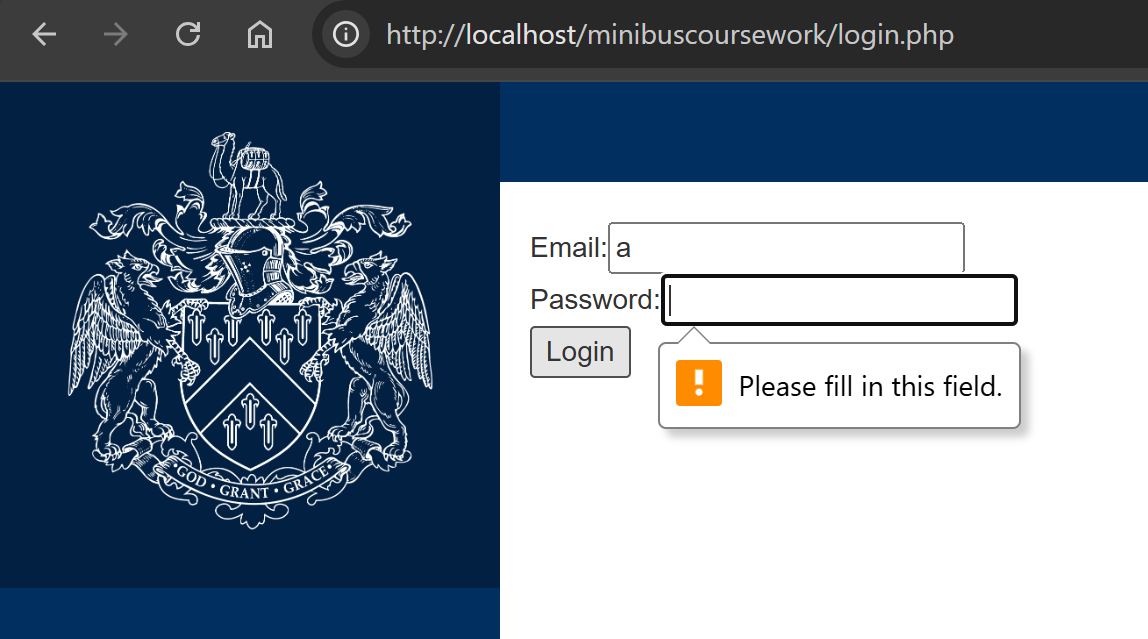 http://localhost/minibuscoursework/login.php
Email: a
Password:
Login
Please fill in this field.
GOD • GRANT • GRACE